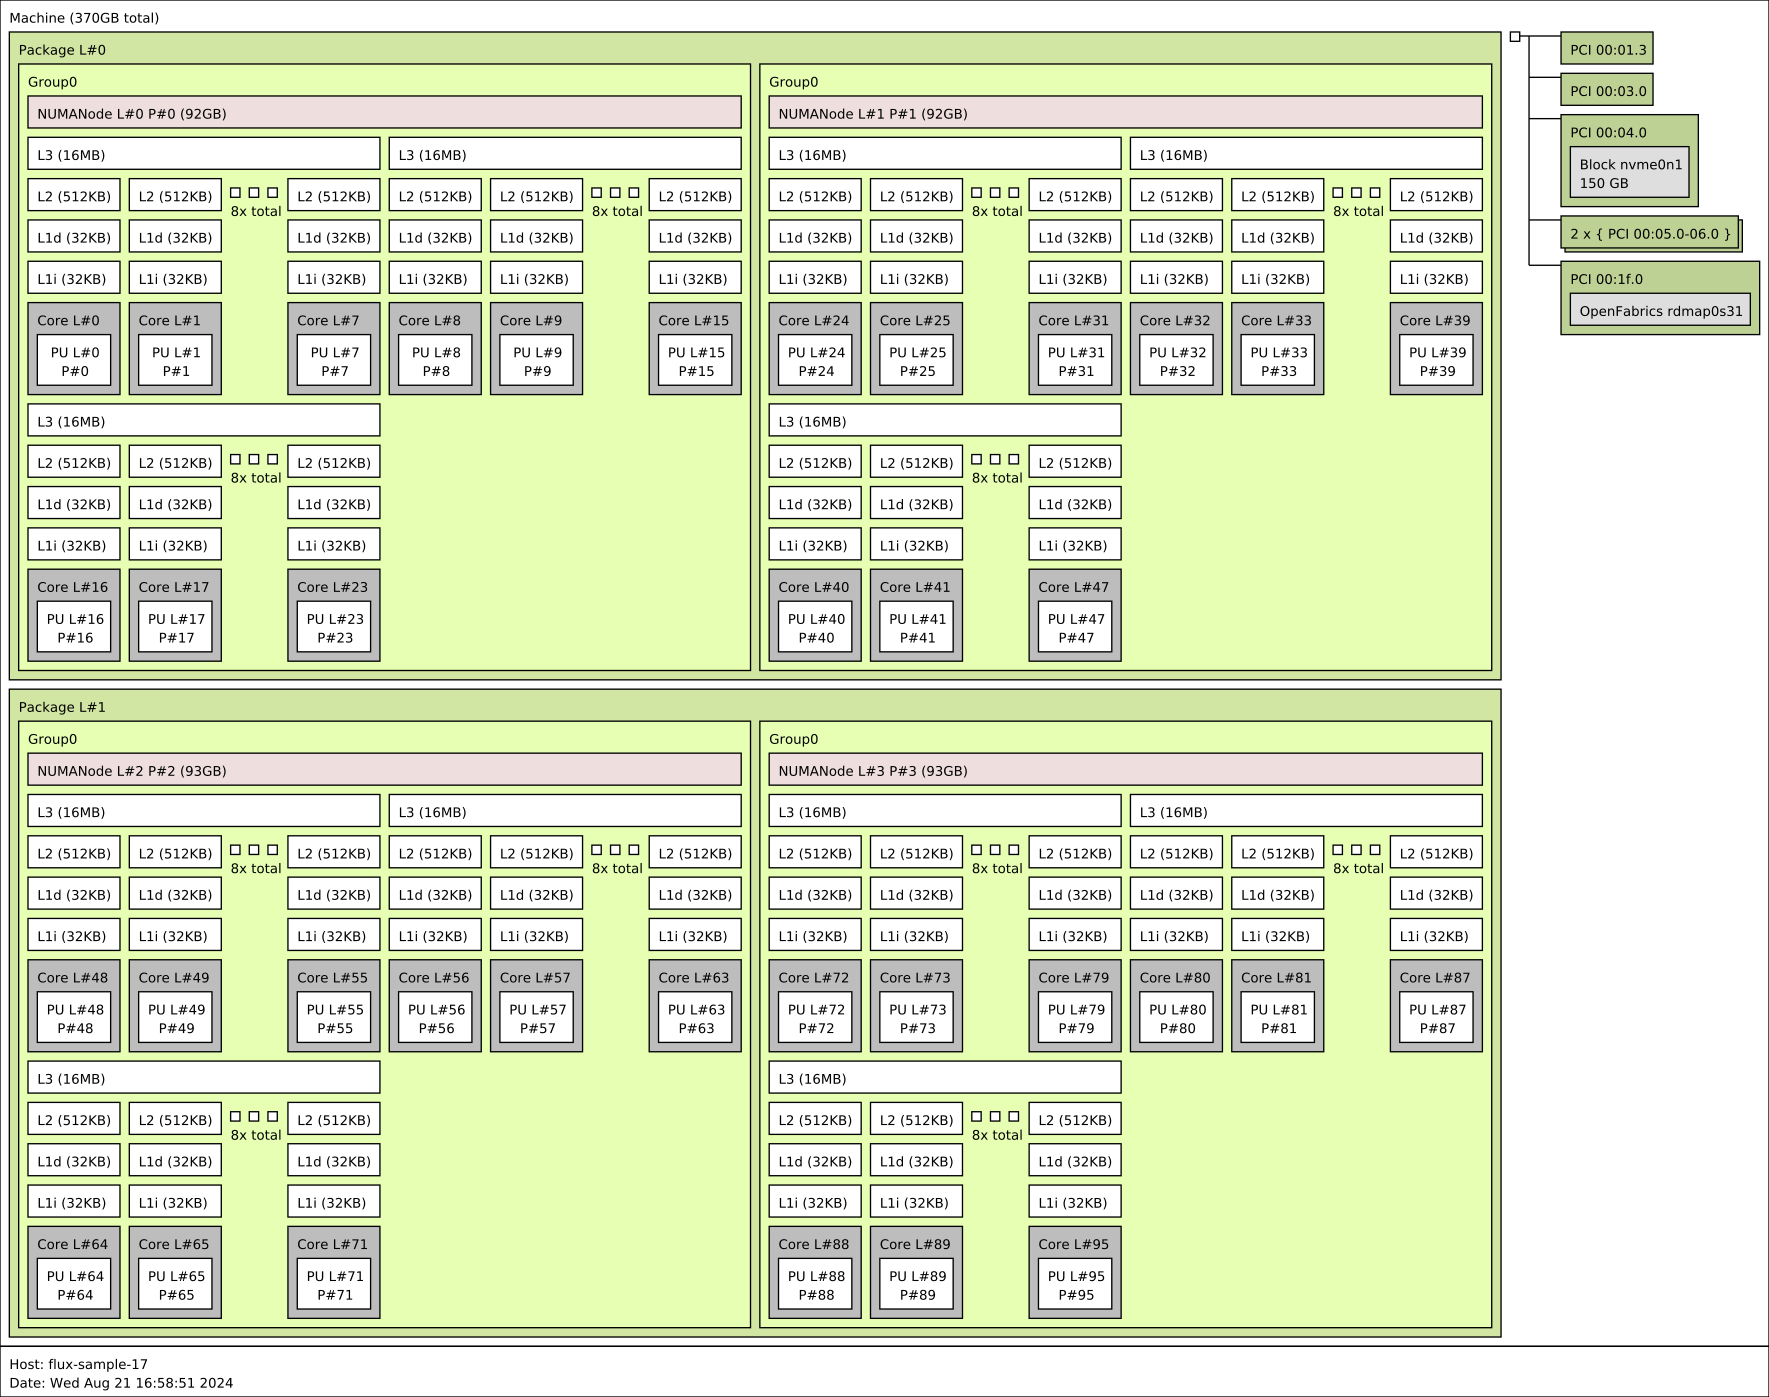 Machine (370GB total)
Package L#0
Group0
NUMANode L#0 P#0 (92GB)
L3 (16MB) L3 (16MB)
L2 (512KB) L2 (512KB) 8x total L2 (512KB) L2 (512KB) L2 (512KB) 8x total L2 (512KB)
L1d (32KB) L1d (32KB) L1d (32KB) L1d (32KB) L1d (32KB) L1d (32KB)
L1i (32KB) L1i (32KB) L1i (32KB) L1i (32KB) L1i (32KB) L1i (32KB)
Core L#0 Core L#1 Core L#7 Core L#8 Core L#9 Core L#15
PU L#0 PU L#1 PU L#7 PU L#8 PU L#9 PU L#15
P#0 P#1 P#7 P#8 P#9 P#15
L3 (16MB)
L2 (512KB) L2 (512KB) 8x total L2 (512KB)
L1d (32KB) L1d (32KB) L1d (32KB)
L1i (32KB) L1i (32KB) L1i (32KB)
Core L#16 Core L#17 Core L#23
PU L#16 PU L#17 PU L#23
P#16 P#17 P#23
Group0
NUMANode L#1 P#1 (92GB)
L3 (16MB) L3 (16MB)
L2 (512KB) L2 (512KB) 8x total L2 (512KB) L2 (512KB) L2 (512KB) 8x total L2 (512KB)
L1d (32KB) L1d (32KB) L1d (32KB) L1d (32KB) L1d (32KB) L1d (32KB)
L1i (32KB) L1i (32KB) L1i (32KB) L1i (32KB) L1i (32KB) L1i (32KB)
Core L#24 Core L#25 Core L#31 Core L#32 Core L#33 Core L#39
PU L#24 PU L#25 PU L#31 PU L#32 PU L#33 PU L#39
P#24 P#25 P#31 P#32 P#33 P#39
L3 (16MB)
L2 (512KB) L2 (512KB) 8x total L2 (512KB)
L1d (32KB) L1d (32KB) L1d (32KB)
L1i (32KB) L1i (32KB) L1i (32KB)
Core L#40 Core L#41 Core L#47
PU L#40 PU L#41 PU L#47
P#40 P#41 P#47
Package L#1
Group0
NUMANode L#2 P#2 (93GB)
L3 (16MB) L3 (16MB)
L2 (512KB) L2 (512KB) 8x total L2 (512KB) L2 (512KB) L2 (512KB) 8x total L2 (512KB)
L1d (32KB) L1d (32KB) L1d (32KB) L1d (32KB) L1d (32KB) L1d (32KB)
L1i (32KB) L1i (32KB) L1i (32KB) L1i (32KB) L1i (32KB) L1i (32KB)
Core L#48 Core L#49 Core L#55 Core L#56 Core L#57 Core L#63
PU L#48 PU L#49 PU L#55 PU L#56 PU L#57 PU L#63
P#48 P#49 P#55 P#56 P#57 P#63
L3 (16MB)
L2 (512KB) L2 (512KB) 8x total L2 (512KB)
L1d (32KB) L1d (32KB) L1d (32KB)
L1i (32KB) L1i (32KB) L1i (32KB)
Core L#64 Core L#65 Core L#71
PU L#64 PU L#65 PU L#71
P#64 P#65 P#71
Group0
NUMANode L#3 P#3 (93GB)
L3 (16MB) L3 (16MB)
L2 (512KB) L2 (512KB) 8x total L2 (512KB) L2 (512KB) L2 (512KB) 8x total L2 (512KB)
L1d (32KB) L1d (32KB) L1d (32KB) L1d (32KB) L1d (32KB) L1d (32KB)
L1i (32KB) L1i (32KB) L1i (32KB) L1i (32KB) L1i (32KB) L1i (32KB)
Core L#72 Core L#73 Core L#79 Core L#80 Core L#81 Core L#87
PU L#72 PU L#73 PU L#79 PU L#80 PU L#81 PU L#87
P#72 P#73 P#79 P#80 P#81 P#87
L3 (16MB)
L2 (512KB) L2 (512KB) 8x total L2 (512KB)
L1d (32KB) L1d (32KB) L1d (32KB)
L1i (32KB) L1i (32KB) L1i (32KB)
Core L#88 Core L#89 Core L#95
PU L#88 PU L#89 PU L#95
P#88 P#89 P#95
PCI 00:01.3
PCI 00:03.0
PCI 00:04.0
Block nvme0n1
150 GB
2 x { PCI 00:05.0-06.0 }
PCI 00:1f.0
OpenFabrics rdmap0s31
Host: flux-sample-17
Date: Wed Aug 21 16:58:51 2024